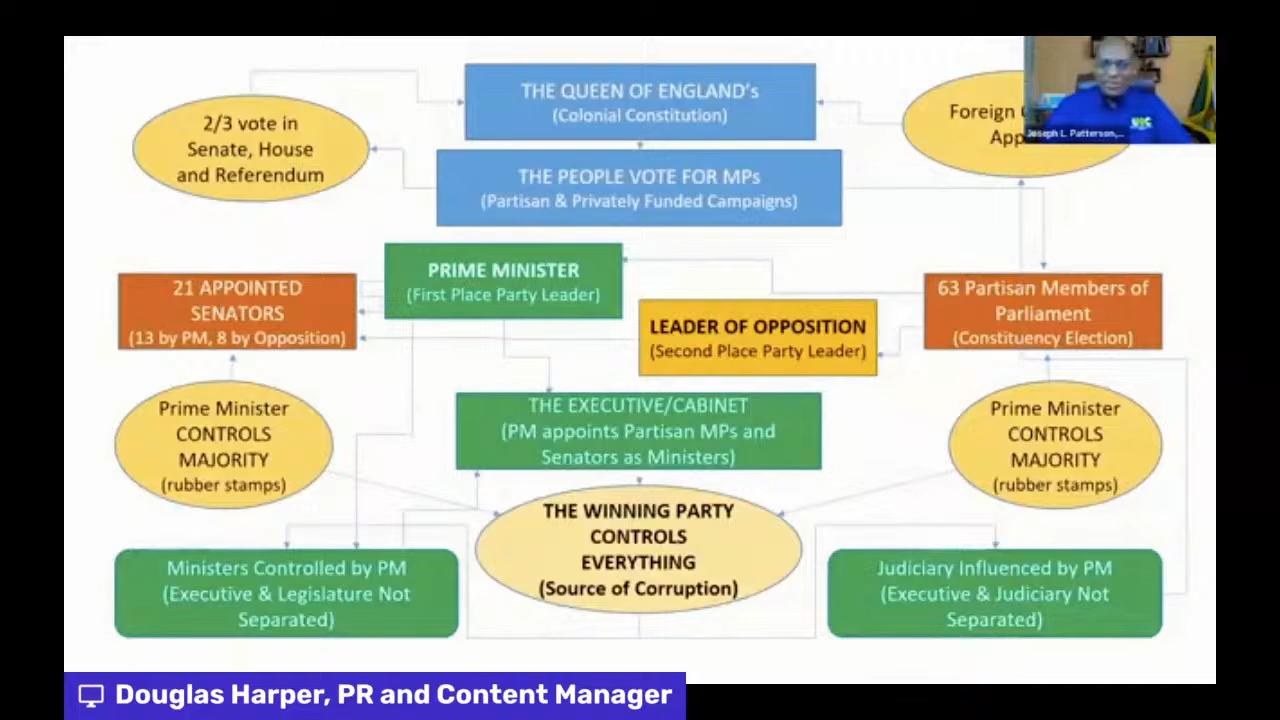 THE QUEEN OF ENGLAND's
(Colonial Constitution)
2/3 vote in
Senate, House
and Referendum
Foreign
Joseph L. Patterson,...
THE PEOPLE VOTE FOR MPs
(Partisan & Privately Funded Campaigns)
PRIME MINISTER
(First Place Party Leader)
21 APPOINTED
SENATORS
(13 by PM, 8 by Opposition)
LEADER OF OPPOSITION
(Second Place Party Leader)
63 Partisan Members of
Parliament
(Constituency Election)
Prime Minister
CONTROLS
MAJORITY
(rubber stamps)
THE EXECUTIVE/CABINET
(PM appoints Partisan MPs and
Senators as Ministers)
Prime Minister
CONTROLS
MAJORITY
(rubber stamps)
THE WINNING PARTY
CONTROLS
EVERYTHING
(Source of Corruption)
Ministers Controlled by PM
(Executive & Legislature Not
Separated)
Judiciary Influenced by PM
(Executive & Judiciary Not
Separated)
Douglas Harper, PR and Content Manager